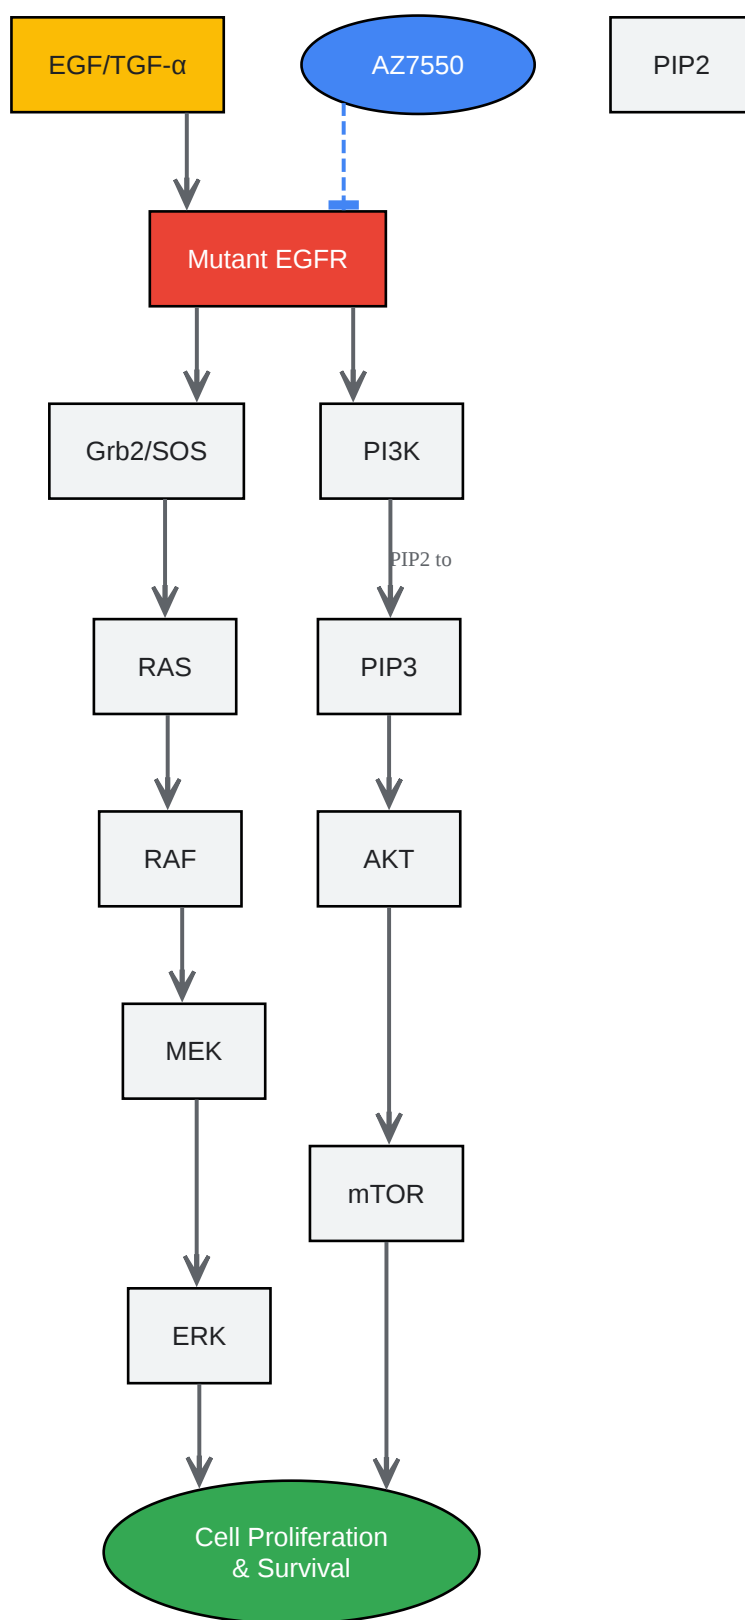 EGF/TGF-α
AZ7550
PIP2
Mutant EGFR
Grb2/SOS
PI3K
PIP2 to
RAS
PIP3
RAF
AKT
MEK
mTOR
ERK
Cell Proliferation
& Survival